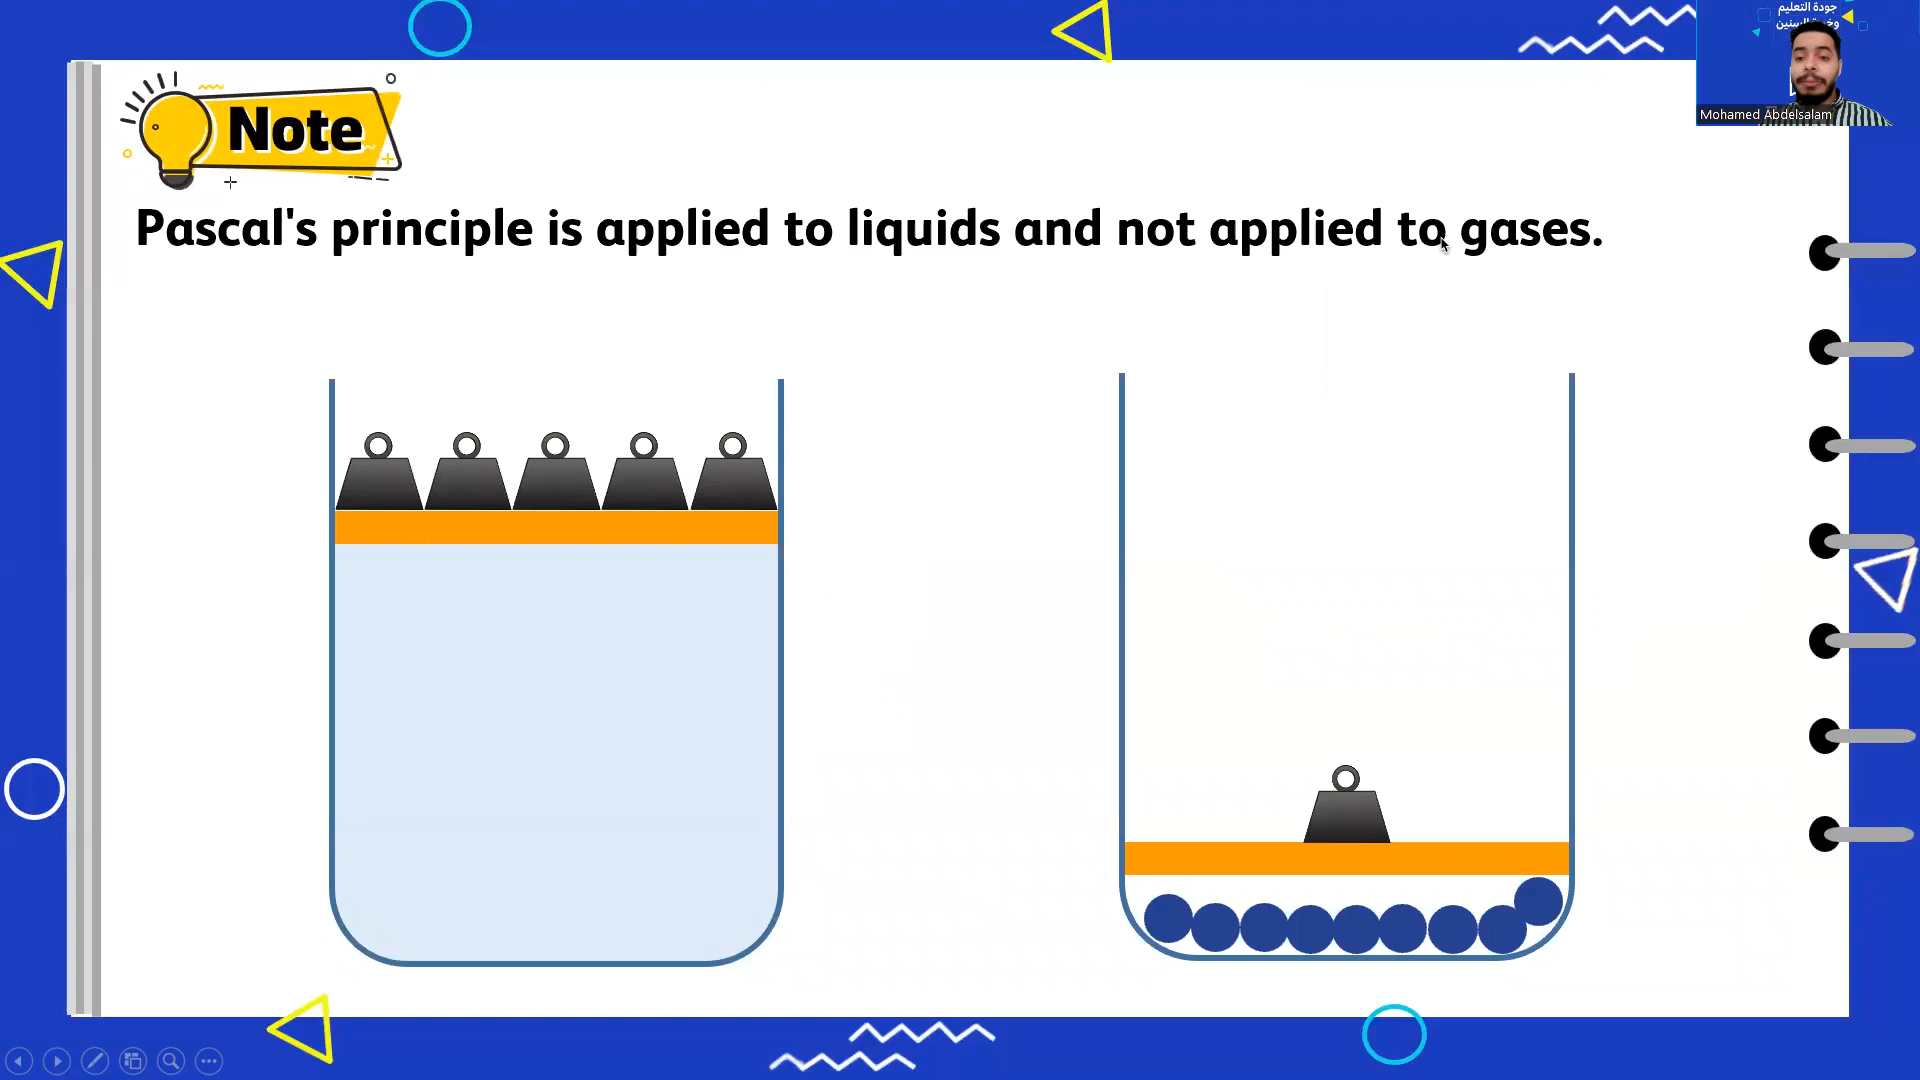 جودة التعليم
Mohamed Abdelsalam
Note
Pascal's principle is applied to liquids and not applied to gases.